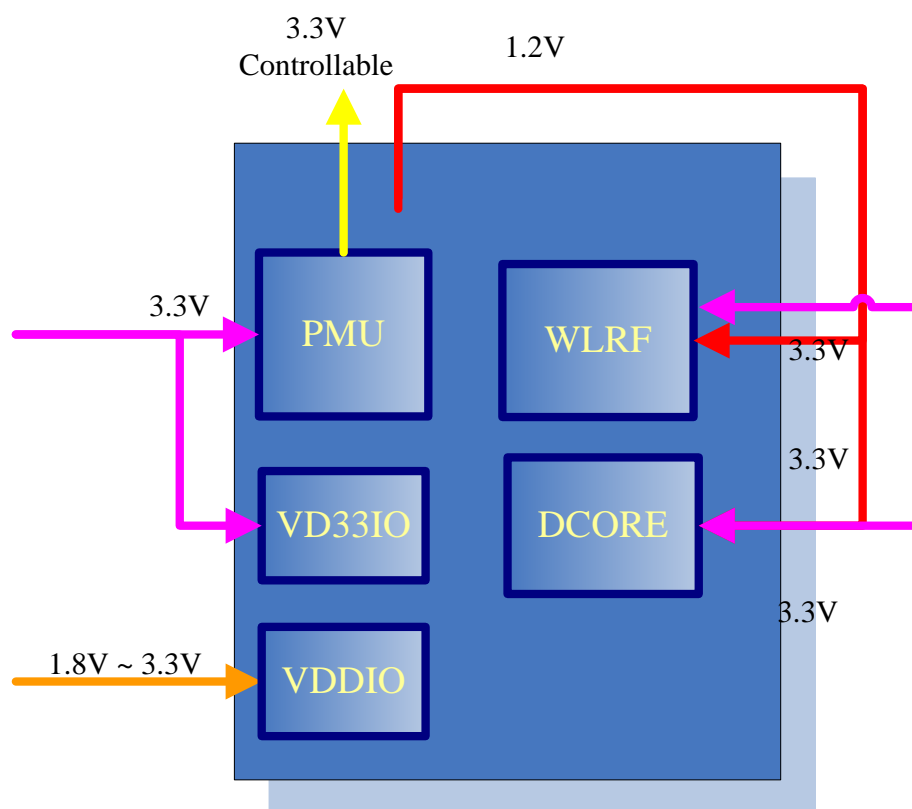 3.3V
Controllable
1.2V
3.3V
PMU
WLRF
3.3V
3.3V
VD33IO
DCORE
3.3V
1.8V ~ 3.3V
VDDIO